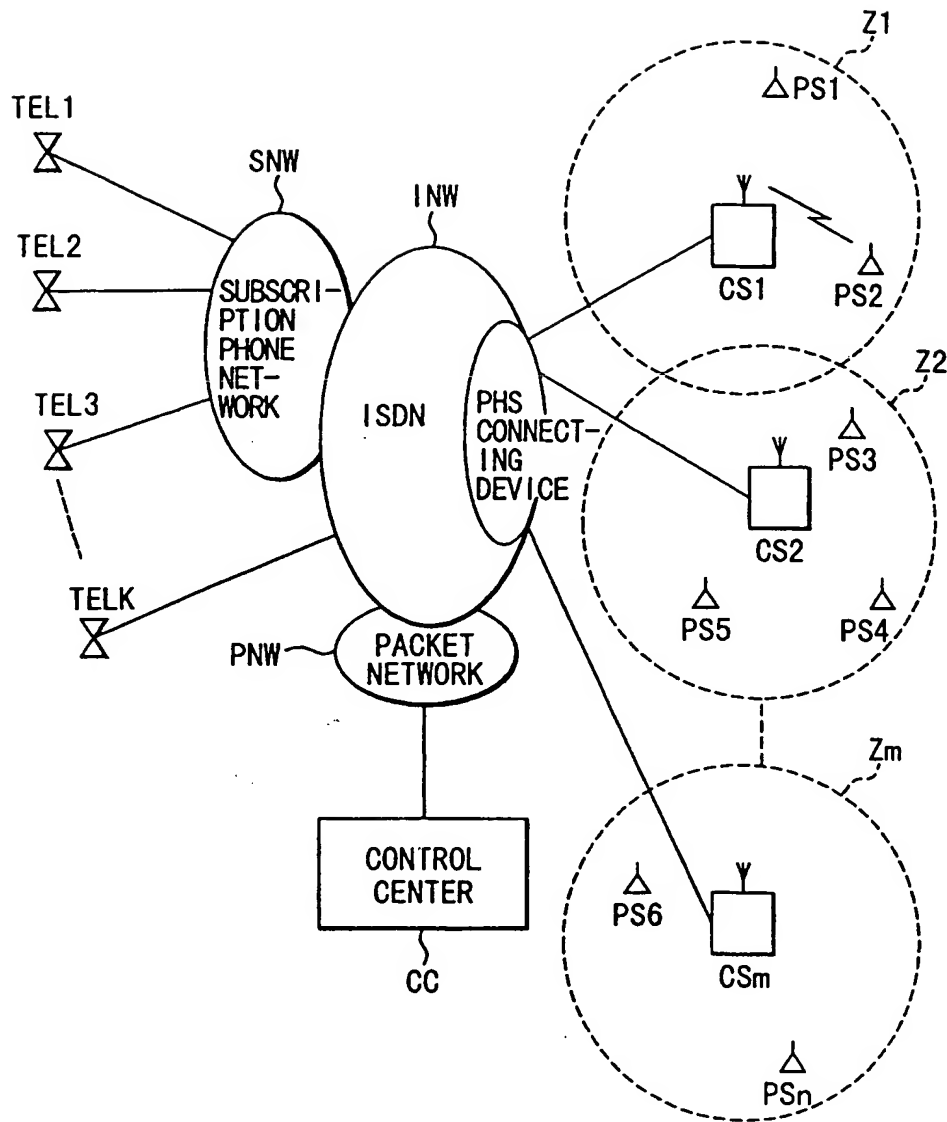 Z1
PS1
TEL1
SNW
INW
TEL2
CS1
PS2
SUBSCRI-
PTION
PHONE
NET-
WORK
Z2
TEL3
ISDN
PHS
CONNECT-
ING
DEVICE
PS3
CS2
TELK
PS5
PS4
PNW
PACKET
NETWORK
Zm
CONTROL
CENTER
PS6
CSm
CC
PSn